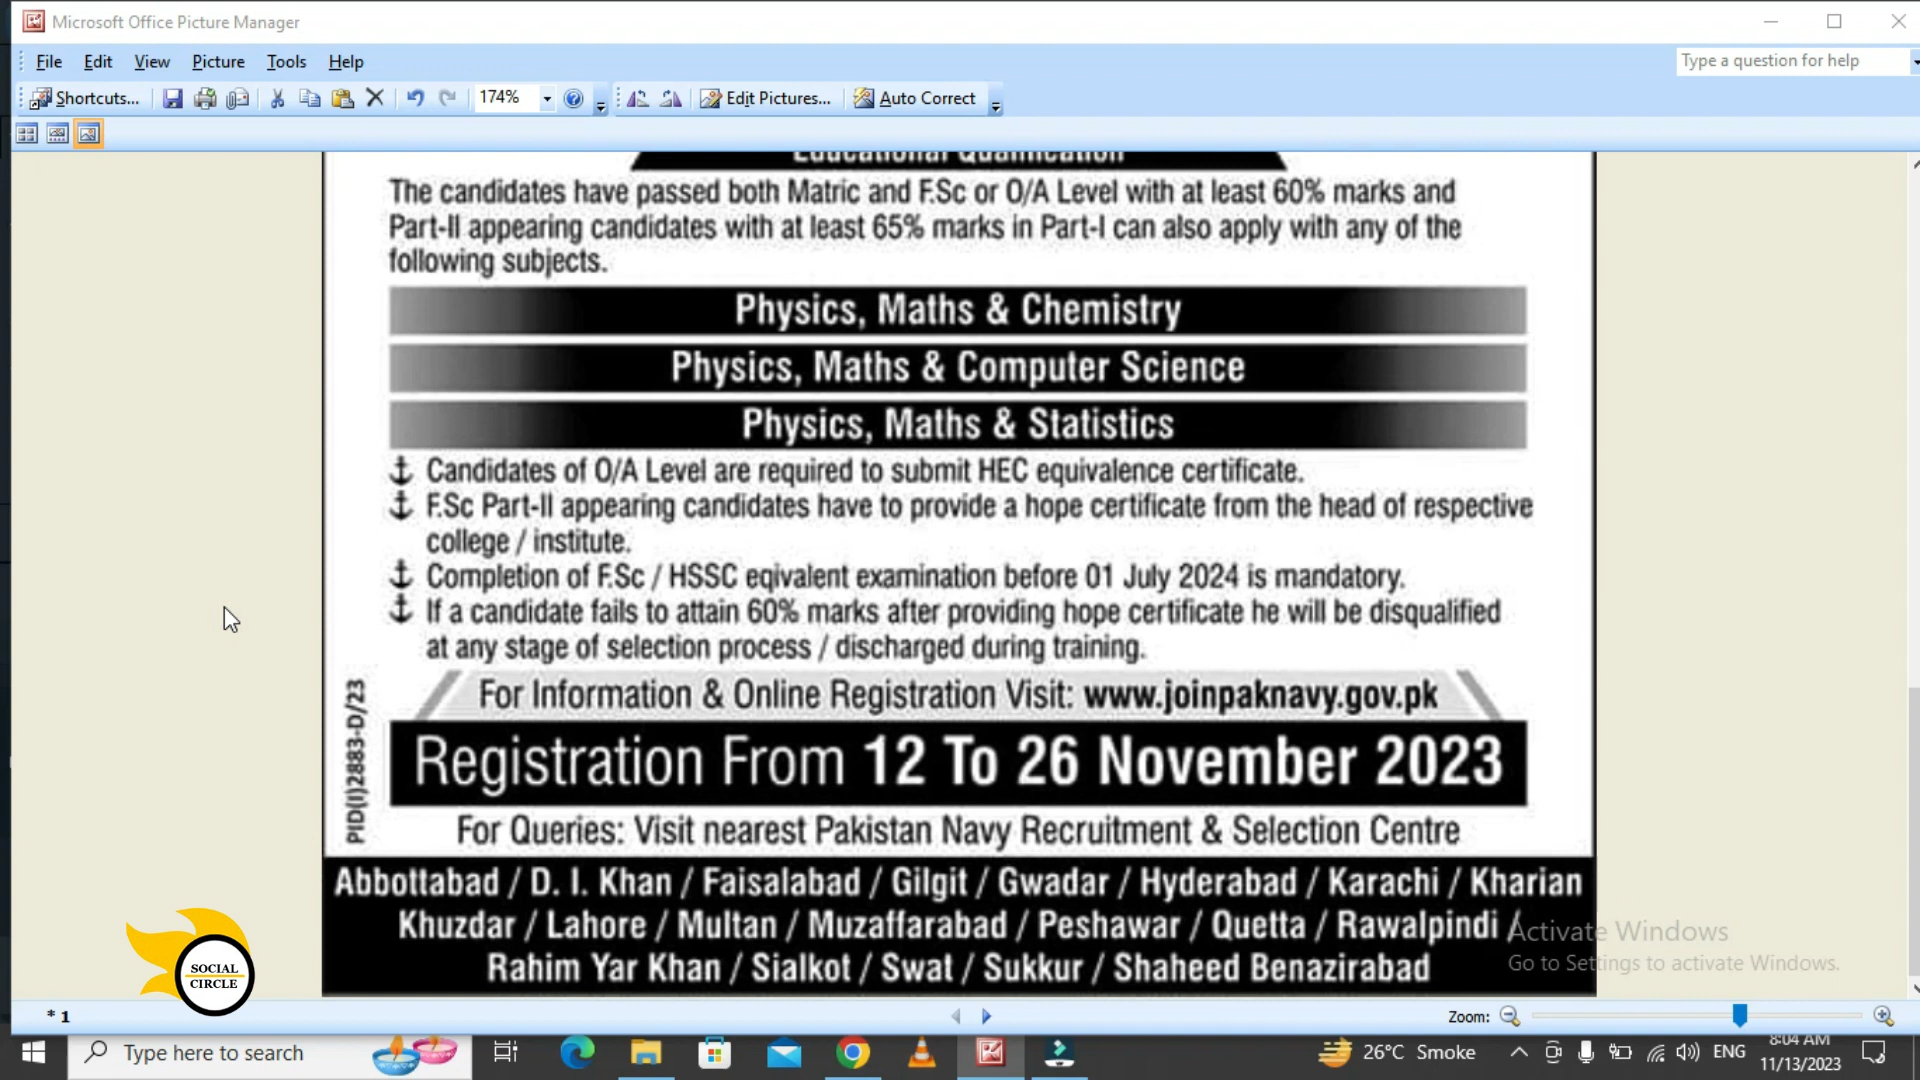 Microsoft Office Picture Manager
File Edit View Picture Tools Help
Type a question for help
Shortcuts...
174%
Edit Pictures...
Auto Correct
Educational Qualification
The candidates have passed both Matric and F.Sc or O/A Level with at least 60% marks and
Part-II appearing candidates with at least 65% marks in Part-I can also apply with any of the
following subjects.
Physics, Maths & Chemistry
Physics, Maths & Computer Science
Physics, Maths & Statistics
Candidates of O/A Level are required to submit HEC equivalence certificate.
F.Sc Part-II appearing candidates have to provide a hope certificate from the head of respective
college / institute.
Completion of F.Sc / HSSC eqivalent examination before 01 July 2024 is mandatory.
If a candidate fails to attain 60% marks after providing hope certificate he will be disqualified
at any stage of selection process / discharged during training.
For Information & Online Registration Visit: www.joinpaknavy.gov.pk
PID(I)2883-D/23
Registration From 12 To 26 November 2023
For Queries: Visit nearest Pakistan Navy Recruitment & Selection Centre
Abbottabad / D. I. Khan / Faisalabad / Gilgit / Gwadar / Hyderabad / Karachi / Kharian
Khuzdar / Lahore / Multan / Muzaffarabad / Peshawar / Quetta / Rawalpindi /
Rahim Yar Khan / Sialkot / Swat / Sukkur / Shaheed Benazirabad
Activate Windows
Go to Settings to activate Windows.
SOCIAL
CIRCLE
* 1
Zoom:
Type here to search
26°C Smoke
ENG
8:04 AM
11/13/2023